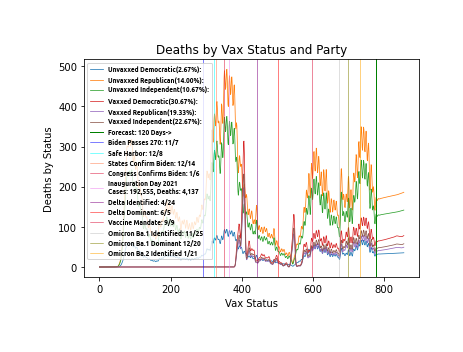 Deaths by Vax Status and Party
Deaths by Status
500
400
300
200
100
0
Unvaxxed Democratic(2.67%):
Unvaxxed Republican(14.00%):
Unvaxxed Independent(10.67%):
Vaxxed Democratic(30.67%):
Vaxxed Republican(19.33%):
Vaxxed Independent(22.67%):
Forecast: 120 Days->
Biden Passes 270: 11/7
Safe Harbor: 12/8
States Confirm Biden: 12/14
Congress Confirms Biden: 1/6
Inauguration Day 2021
Cases: 192,555, Deaths: 4,137
Delta Identified: 4/24
Delta Dominant: 6/5
Vaccine Mandate: 9/9
Omicron Ba.1 Identified: 11/25
Omicron Ba.1 Dominant 12/20
Omicron Ba.2 Identified 1/21
0 200 400 600 800
Vax Status